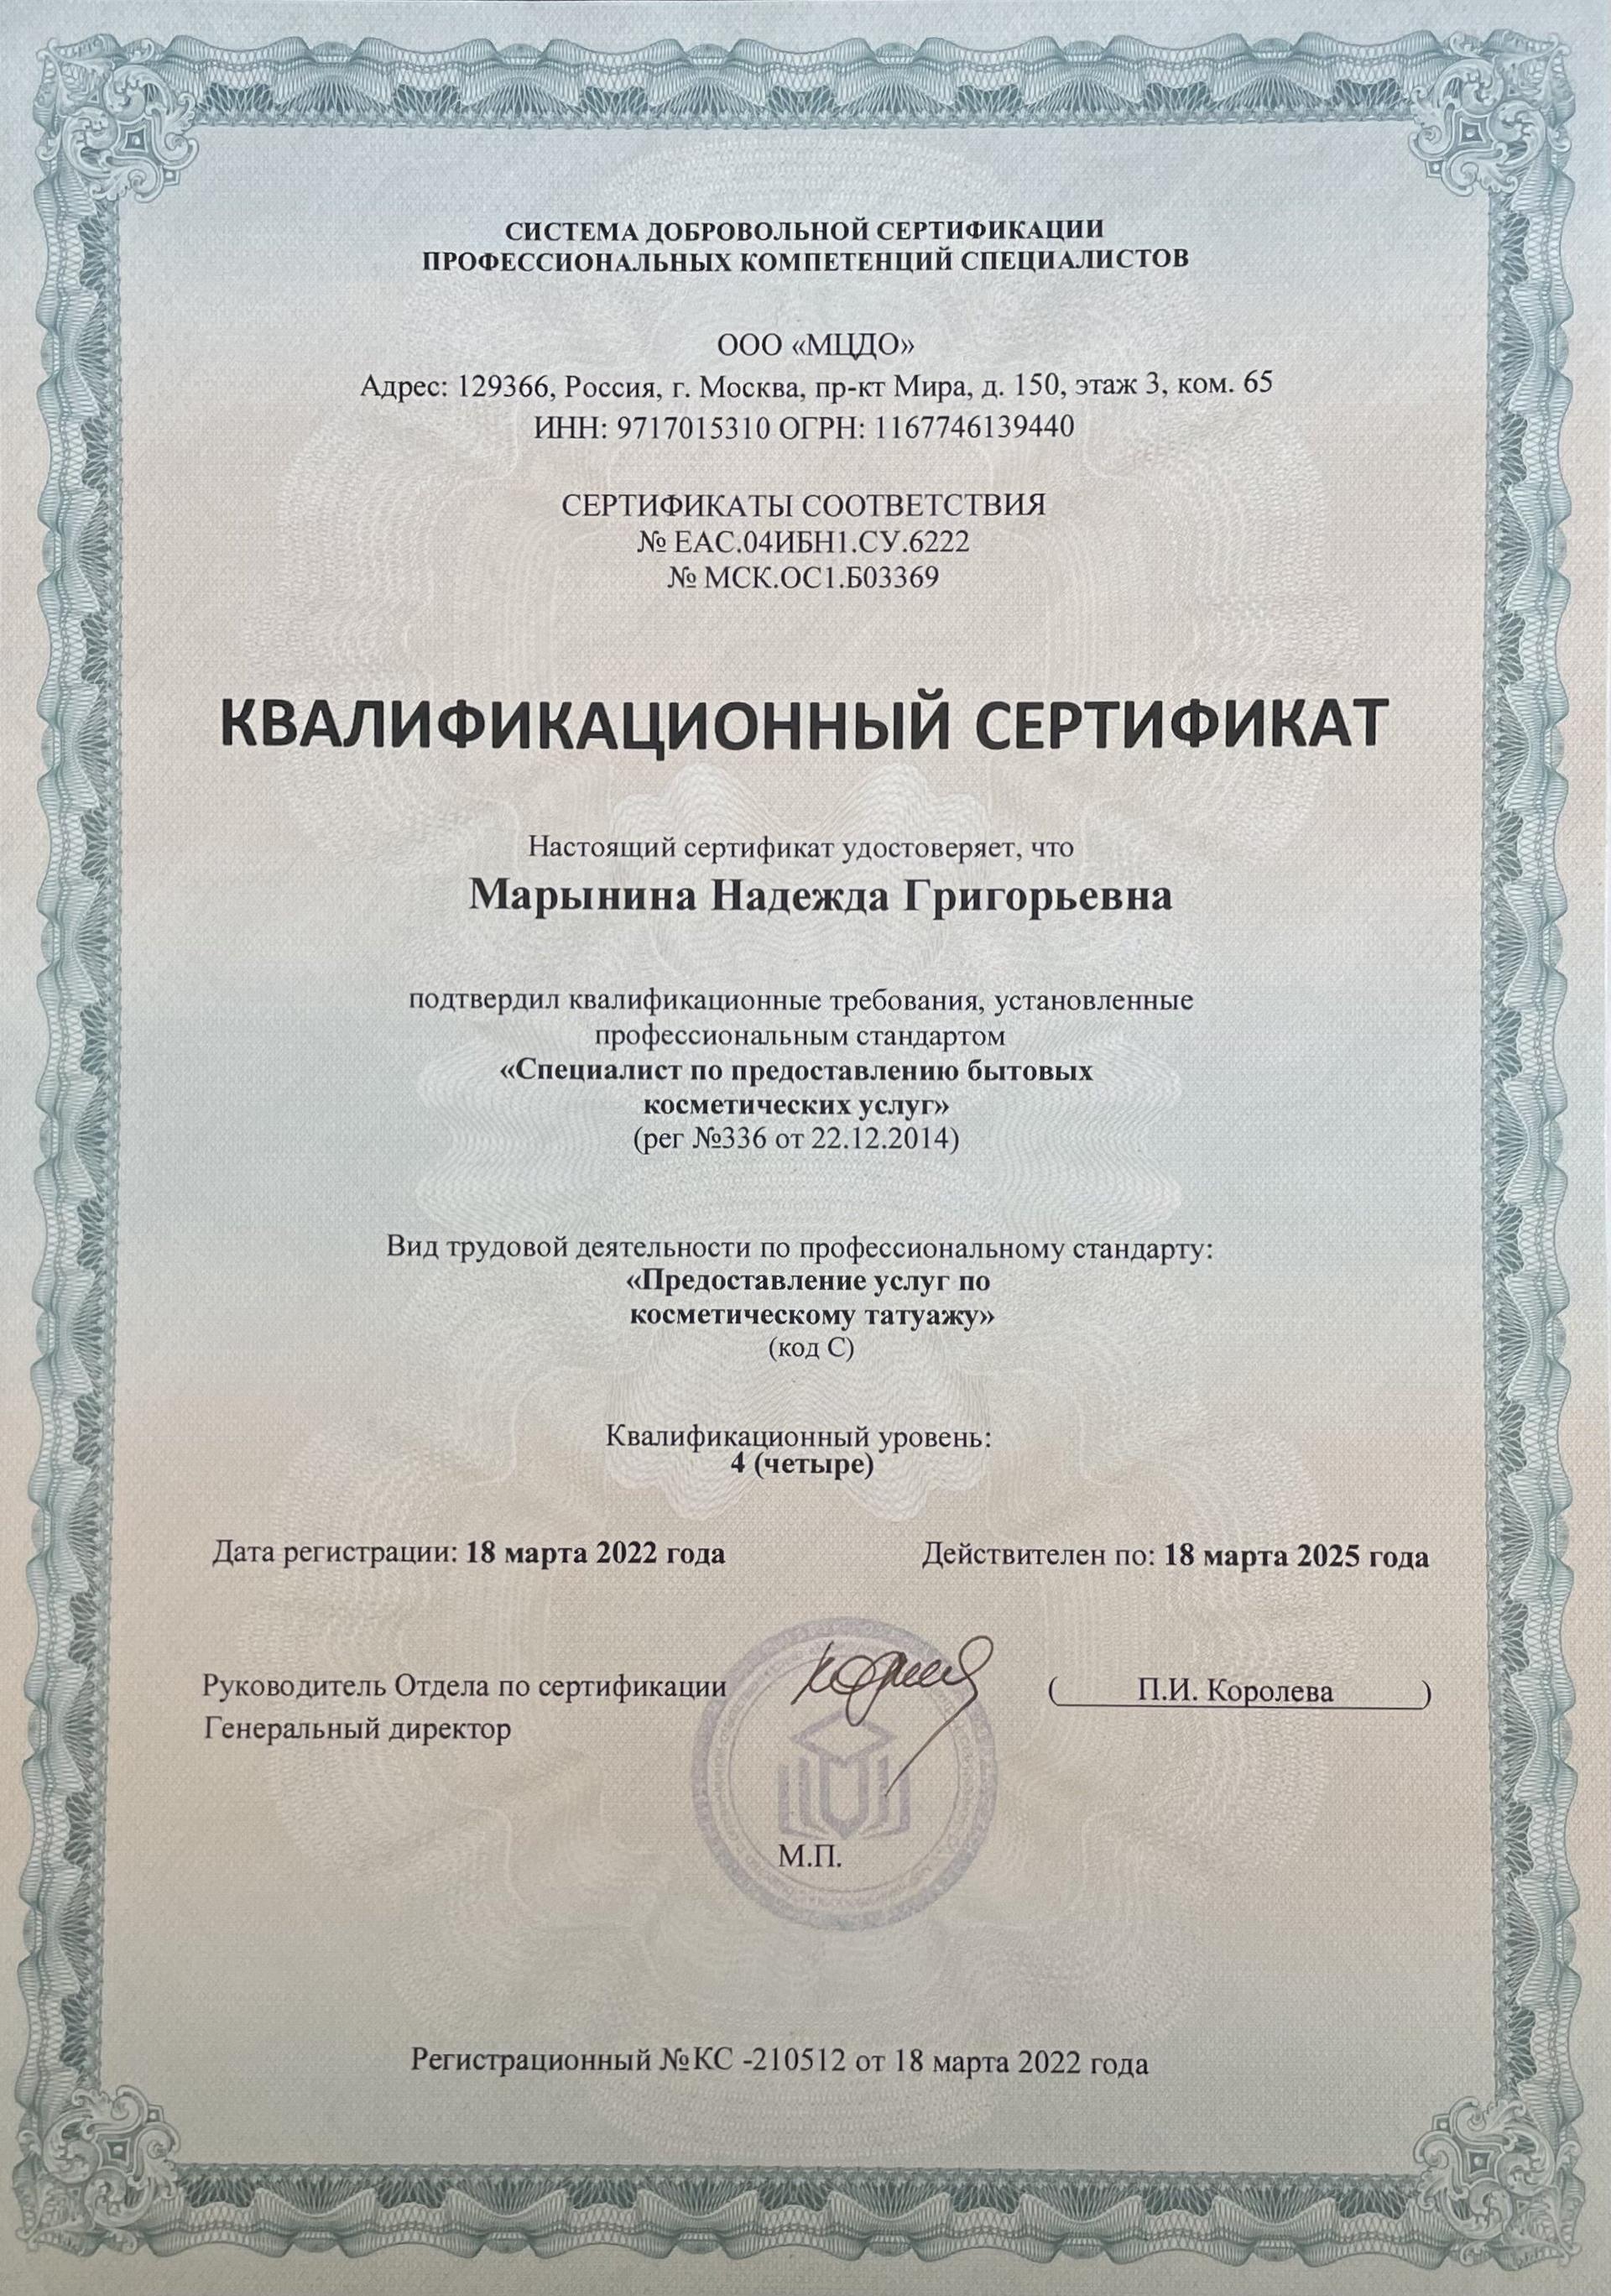 СИСТЕМА ДОБРОВОЛЬНОЙ СЕРТИФИКАЦИИ
ПРОФЕССИОНАЛЬНЫХ КОМПЕТЕНЦИЙ СПЕЦИАЛИСТОВ
ООО «МЦДО»
Адрес: 129366, Россия, г. Москва, пр-кт Мира, д. 150, этаж 3, ком. 65
ИНН: 9717015310 ОГРН: 1167746139440
СЕРТИФИКАТЫ СООТВЕТСТВИЯ
№ ЕАС.04ИБН1.СУ.6222
№ МСК.ОС1.Б03369
КВАЛИФИКАЦИОННЫЙ СЕРТИФИКАТ
Настоящий сертификат удостоверяет, что
Марынина Надежда Григорьевна
подтвердил квалификационные требования, установленные
профессиональным стандартом
«Специалист по предоставлению бытовых
косметических услуг»
(рег №336 от 22.12.2014)
Вид трудовой деятельности по профессиональному стандарту:
«Предоставление услуг по
косметическому татуажу»
(код С)
Квалификационный уровень:
4 (четыре)
Дата регистрации: 18 марта 2022 года Действителен по: 18 марта 2025 года
Руководитель Отдела по сертификации ( П.И. Королева )
Генеральный директор
М.П.
Регистрационный №КС -210512 от 18 марта 2022 года